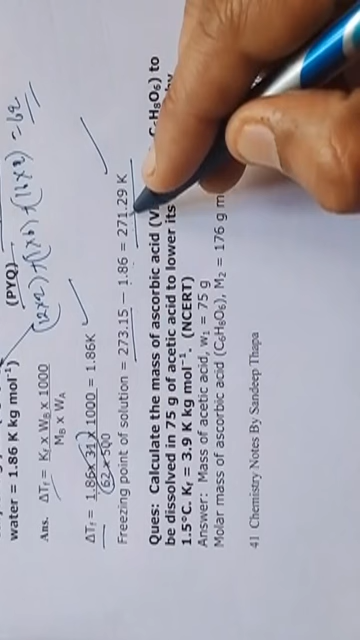 water = 1.86 K kg mol⁻¹)
(PYQ)
(12×2)+(1×6)+(16×2) = 62
Ans. ΔTf = Kf x WB x 1000
MB x WA
ΔTf = 1.86 x 31 x 1000 = 1.86K
62 x 500
Freezing point of solution = 273.15 − 1.86 = 271.29 K
Ques: Calculate the mass of ascorbic acid C6H8O6) to
be dissolved in 75 g of acetic acid to lower its by
1.5°C. Kf = 3.9 K kg mol⁻¹. (NCERT)
Answer: Mass of acetic acid, w1 = 75 g
Molar mass of ascorbic acid (C6H8O6), M2 = 176 g m
41 Chemistry Notes By Sandeep Thapa